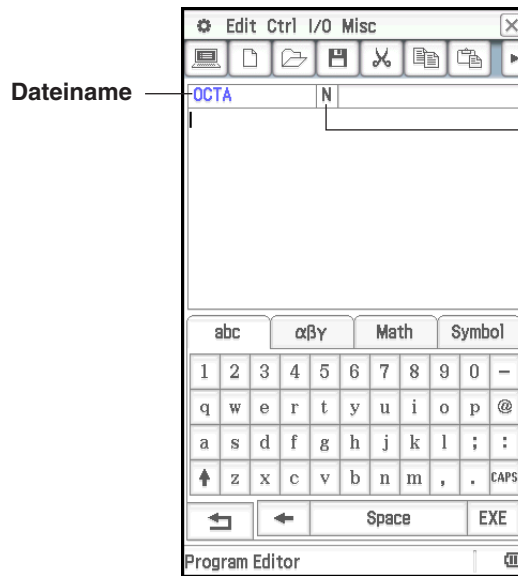 Edit Ctrl I/O Misc
Dateiname
OCTA N
abc αβγ Math Symbol
1 2 3 4 5 6 7 8 9 0 −
q w e r t y u i o p @
a s d f g h j k l ; :
z x c v b n m , . CAPS
Space EXE
Program Editor